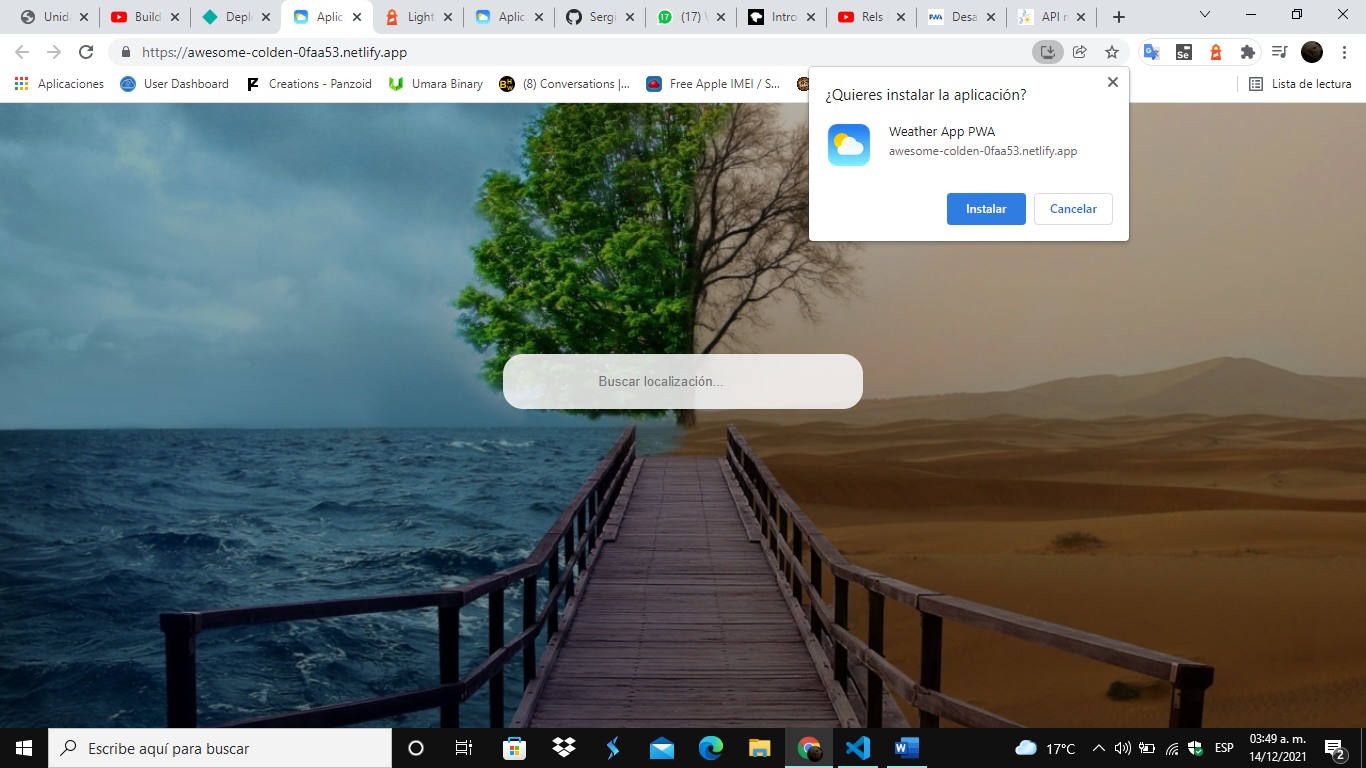 Unida
Build
Deplo
Aplic
Light
Aplic
Sergi
(17) V
Intro
Rels
Desa
API r
https://awesome-colden-0faa53.netlify.app
Aplicaciones
User Dashboard
Creations - Panzoid
Umara Binary
(8) Conversations |...
Free Apple IMEI / S...
Lista de lectura
¿Quieres instalar la aplicación?
Weather App PWA
awesome-colden-0faa53.netlify.app
Instalar Cancelar
Buscar localización...
Escribe aquí para buscar
17°C
ESP
03:49 a. m.
14/12/2021
2